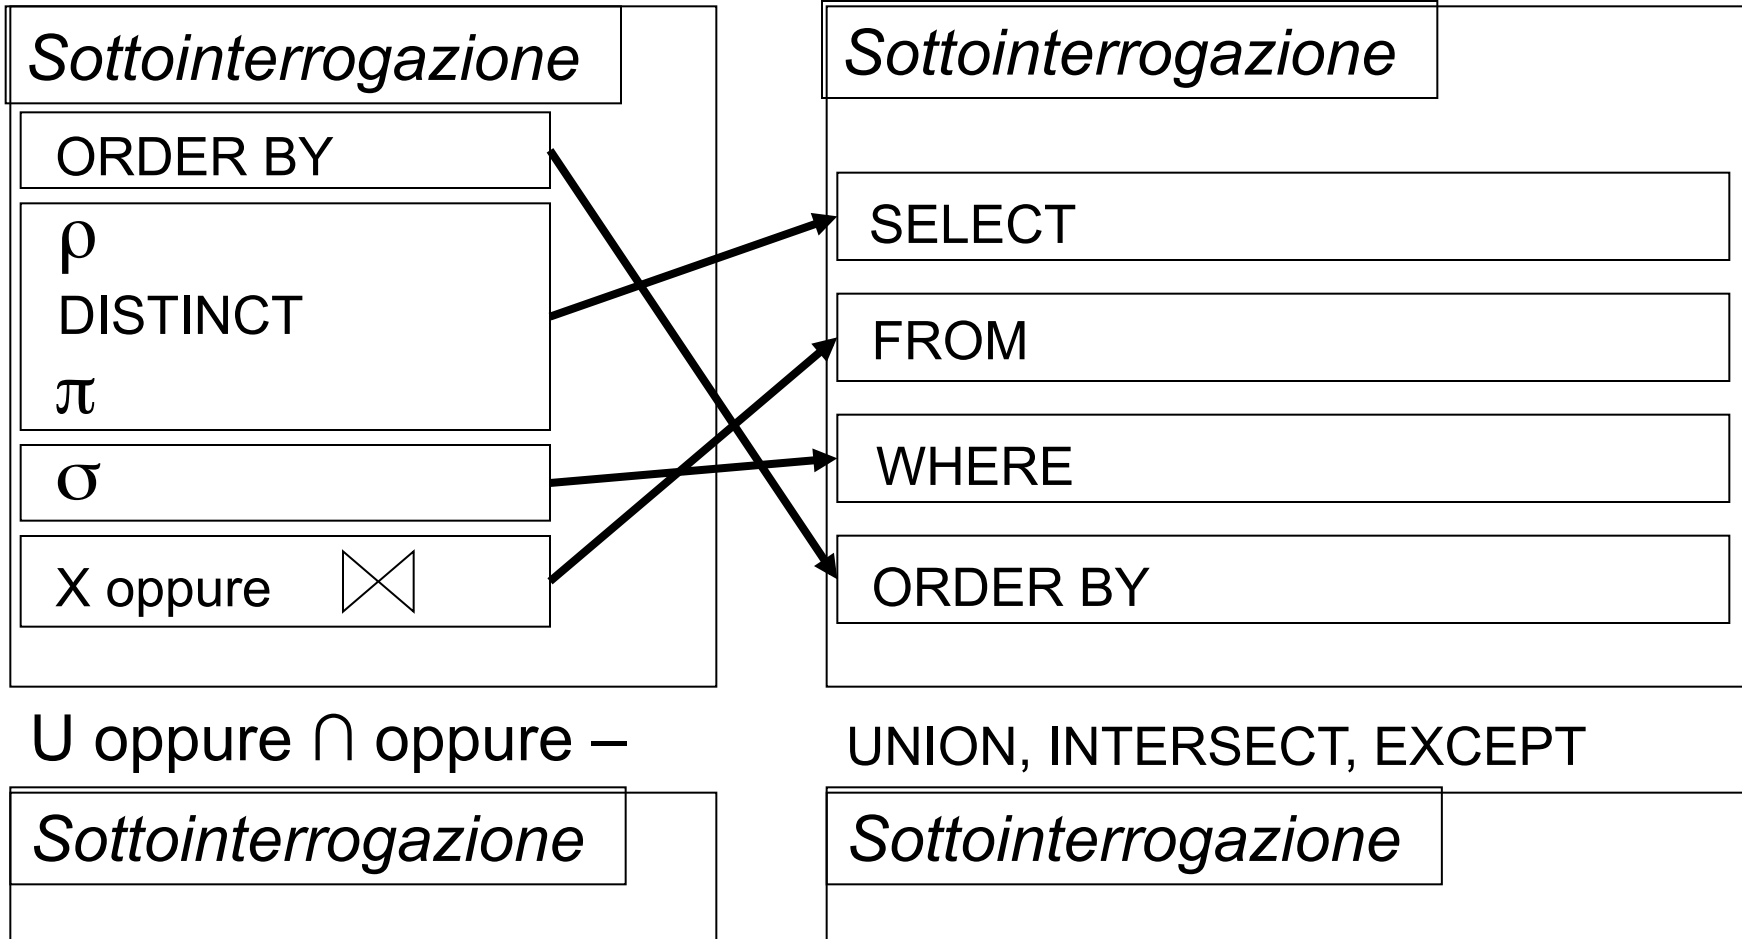 Sottointerrogazione
ORDER BY
ρ
DISTINCT
π
σ
X oppure ⋈
U oppure ∩ oppure –
Sottointerrogazione
Sottointerrogazione
SELECT
FROM
WHERE
ORDER BY
UNION, INTERSECT, EXCEPT
Sottointerrogazione